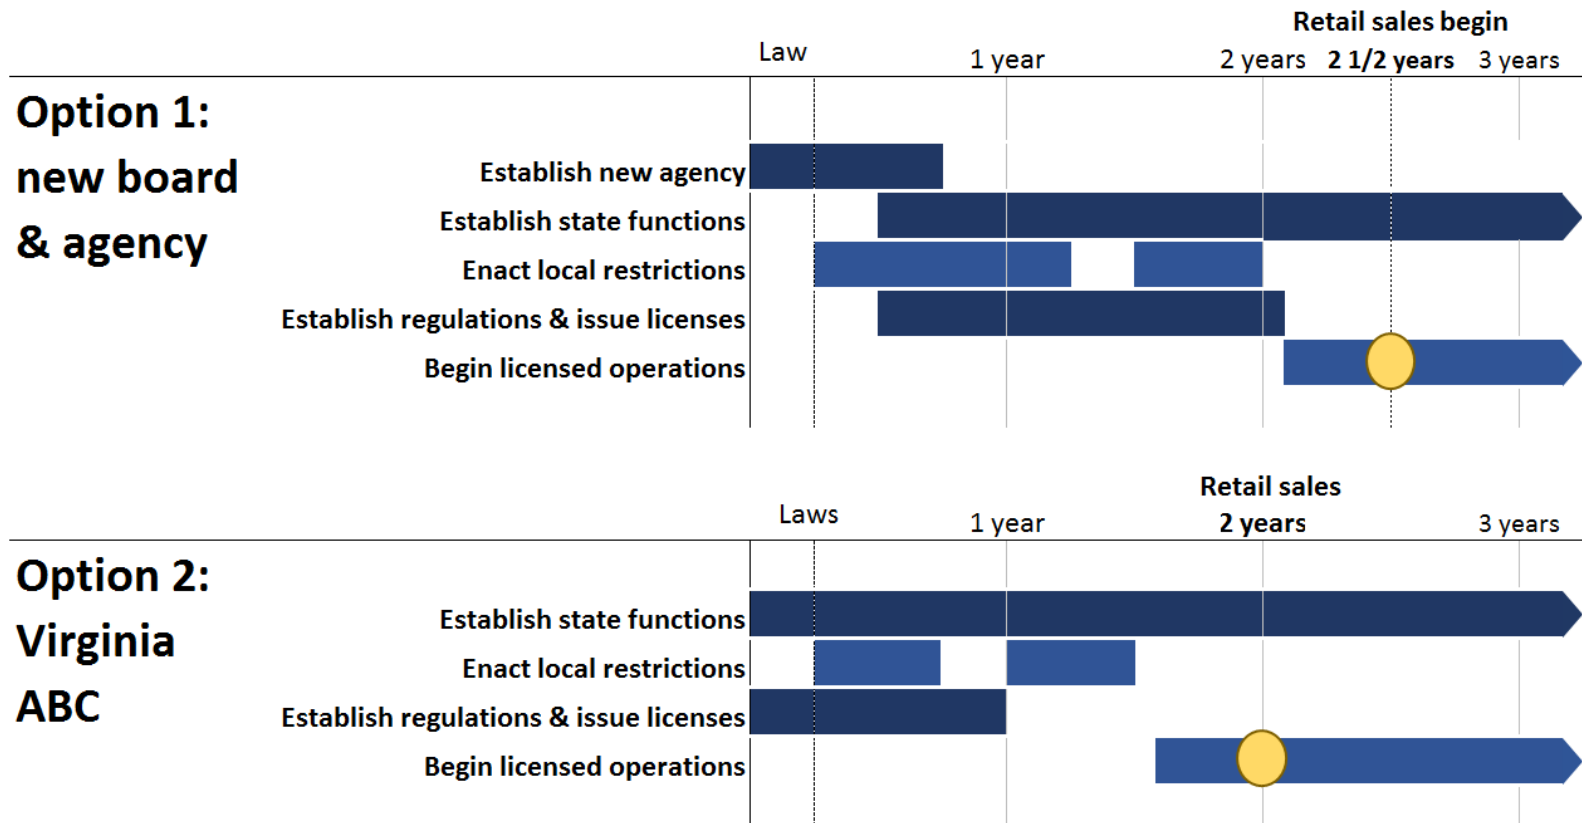 Retail sales begin
Law 1 year 2 years 2 1/2 years 3 years
Option 1:
new board
& agency
Establish new agency
Establish state functions
Enact local restrictions
Establish regulations & issue licenses
Begin licensed operations
Retail sales
Laws 1 year 2 years 3 years
Option 2:
Virginia
ABC
Establish state functions
Enact local restrictions
Establish regulations & issue licenses
Begin licensed operations